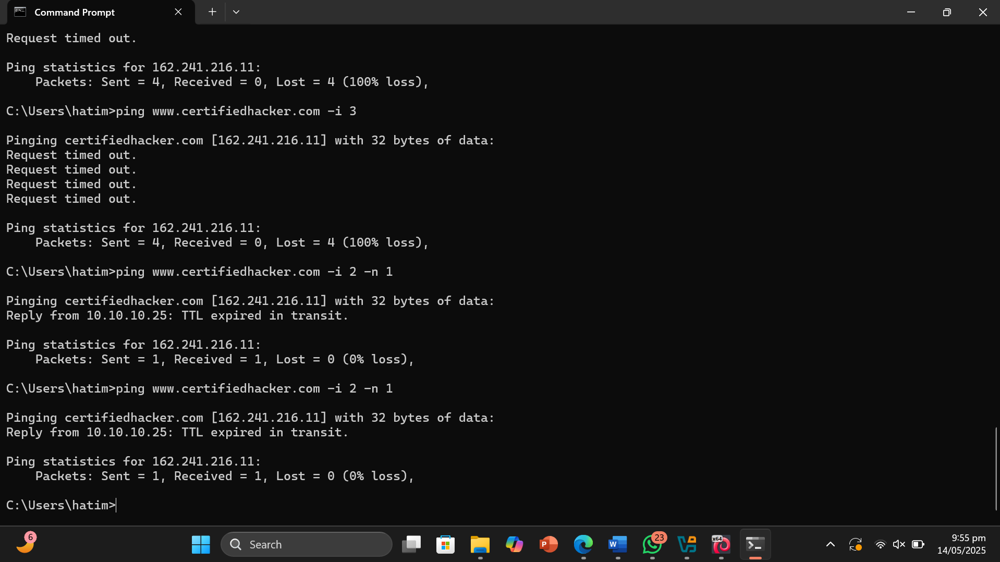 Command Prompt
Request timed out.
Ping statistics for 162.241.216.11:
Packets: Sent = 4, Received = 0, Lost = 4 (100% loss),
C:\Users\hatim>ping www.certifiedhacker.com -i 3
Pinging certifiedhacker.com [162.241.216.11] with 32 bytes of data:
Request timed out.
Request timed out.
Request timed out.
Request timed out.
Ping statistics for 162.241.216.11:
Packets: Sent = 4, Received = 0, Lost = 4 (100% loss),
C:\Users\hatim>ping www.certifiedhacker.com -i 2 -n 1
Pinging certifiedhacker.com [162.241.216.11] with 32 bytes of data:
Reply from 10.10.10.25: TTL expired in transit.
Ping statistics for 162.241.216.11:
Packets: Sent = 1, Received = 1, Lost = 0 (0% loss),
C:\Users\hatim>ping www.certifiedhacker.com -i 2 -n 1
Pinging certifiedhacker.com [162.241.216.11] with 32 bytes of data:
Reply from 10.10.10.25: TTL expired in transit.
Ping statistics for 162.241.216.11:
Packets: Sent = 1, Received = 1, Lost = 0 (0% loss),
C:\Users\hatim>
6
Search
P
W
23
x64
9:55 pm
14/05/2025